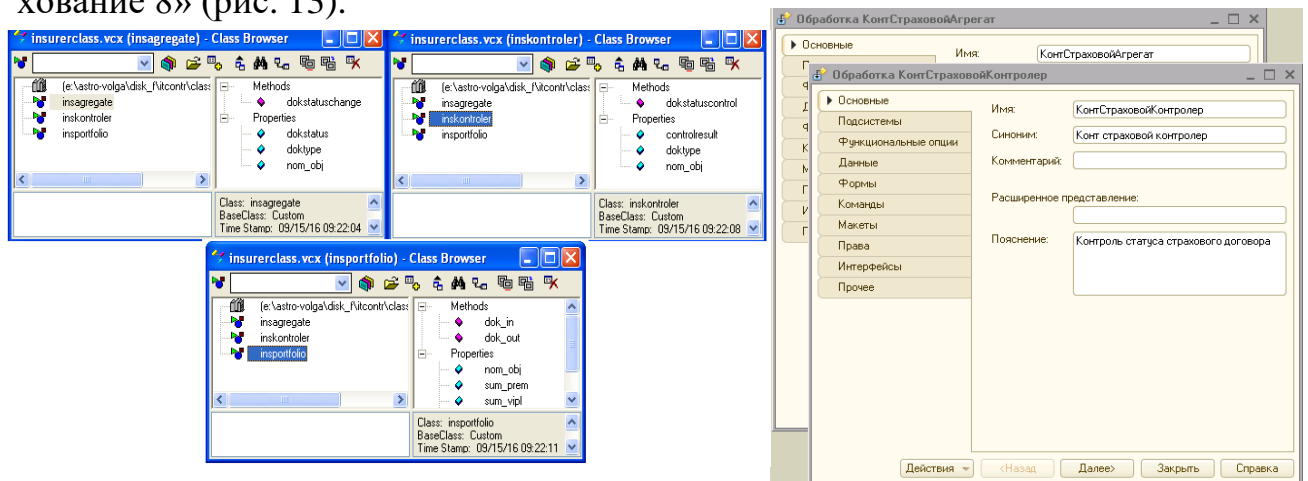 хование 8» (рис. 13).
insurerclass.vcx (insagregate) - Class Browser
(e:\astro-volga\disk_f\itcontr\class
insagregate
inskontroler
insportfolio
Methods
dokstatuschange
Properties
dokstatus
doktype
nom_obj
Class: insagregate
BaseClass: Custom
Time Stamp: 09/15/16 09:22:04
insurerclass.vcx (inskontroler) - Class Browser
(e:\astro-volga\disk_f\itcontr\class
insagregate
inskontroler
insportfolio
Methods
dokstatuscontrol
Properties
controlresult
doktype
nom_obj
Class: inskontroler
BaseClass: Custom
Time Stamp: 09/15/16 09:22:08
insurerclass.vcx (insportfolio) - Class Browser
(e:\astro-volga\disk_f\itcontr\class
insagregate
inskontroler
insportfolio
Methods
dok_in
dok_out
Properties
nom_obj
sum_prem
sum_vipl
Class: insportfolio
BaseClass: Custom
Time Stamp: 09/15/16 09:22:11
Обработка КонтСтраховойАгрегат
Основные
Имя: КонтСтраховойАгрегат
Обработка КонтСтраховойКонтролер
Основные
Подсистемы
Функциональные опции
Данные
Формы
Команды
Макеты
Права
Интерфейсы
Прочее
Имя: КонтСтраховойКонтролер
Синоним: Конт страховой контролер
Комментарий:
Расширенное представление:
Пояснение: Контроль статуса страхового договора
Действия <Назад Далее> Закрыть Справка